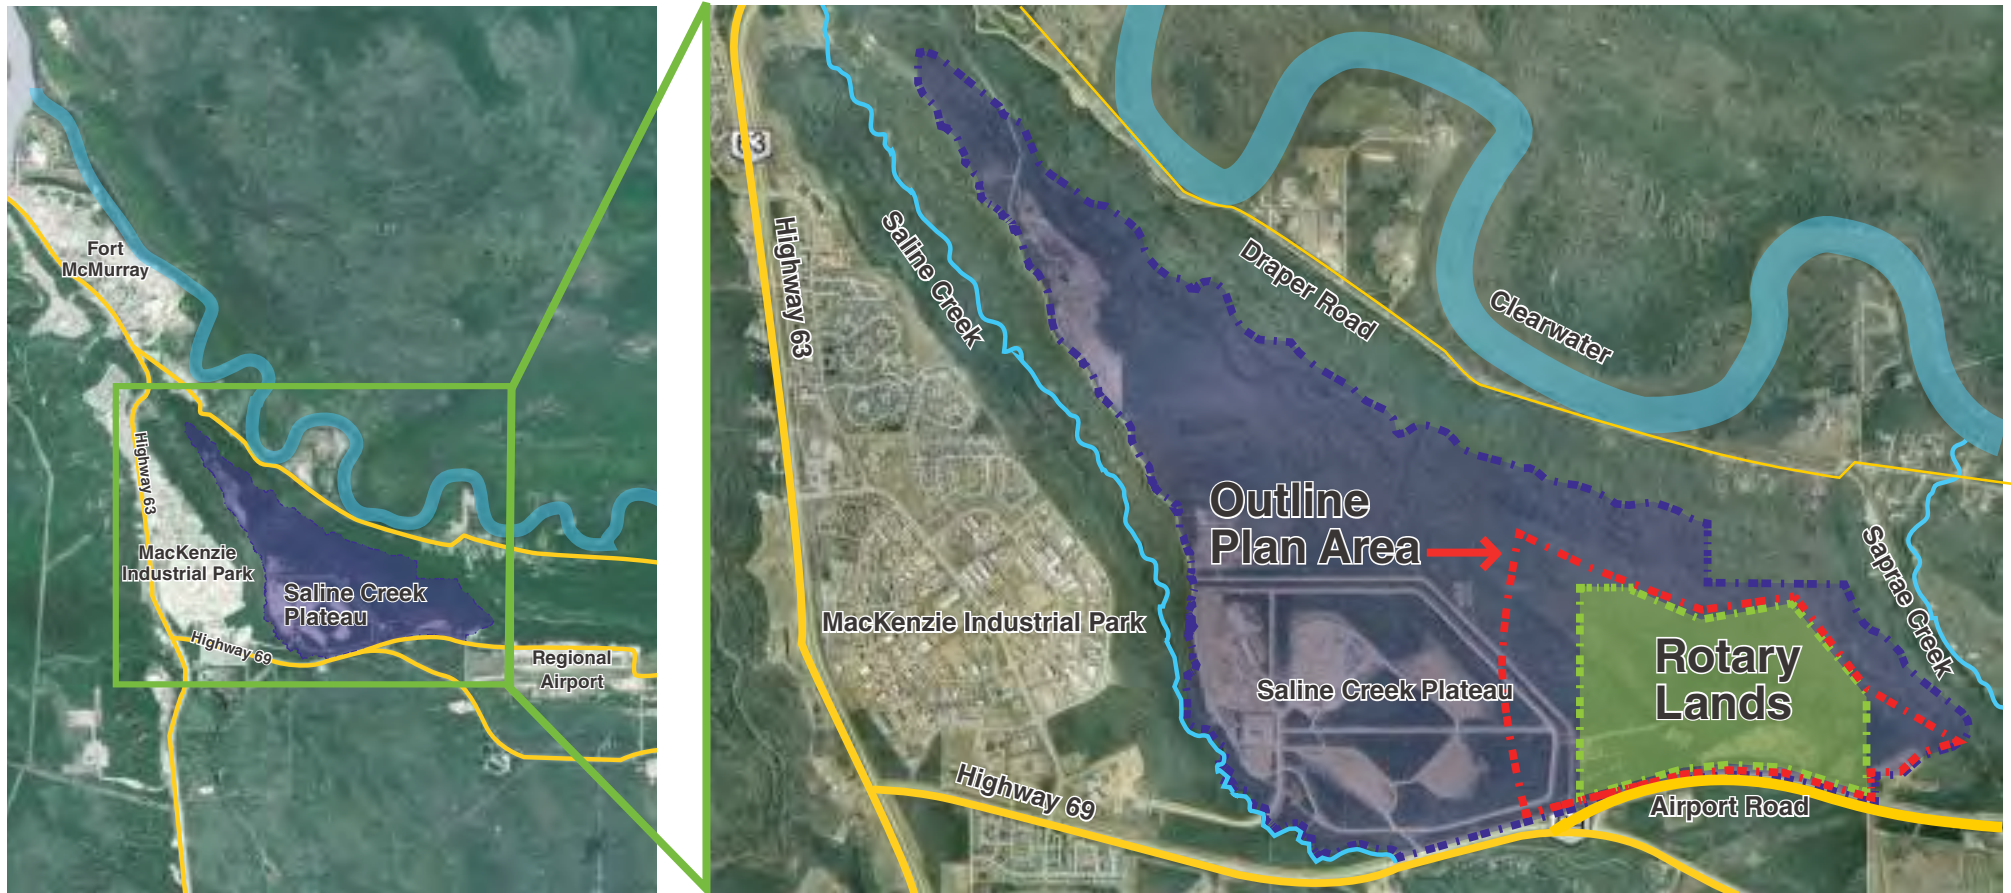 Fort
McMurray
Highway 63
MacKenzie
Industrial Park
Saline Creek
Plateau
Highway 69
Regional
Airport
63
Highway 63
Saline Creek
Draper Road
Clearwater
Outline
Plan Area
Saprae Creek
MacKenzie Industrial Park
Rotary
Lands
Saline Creek Plateau
Highway 69
Airport Road